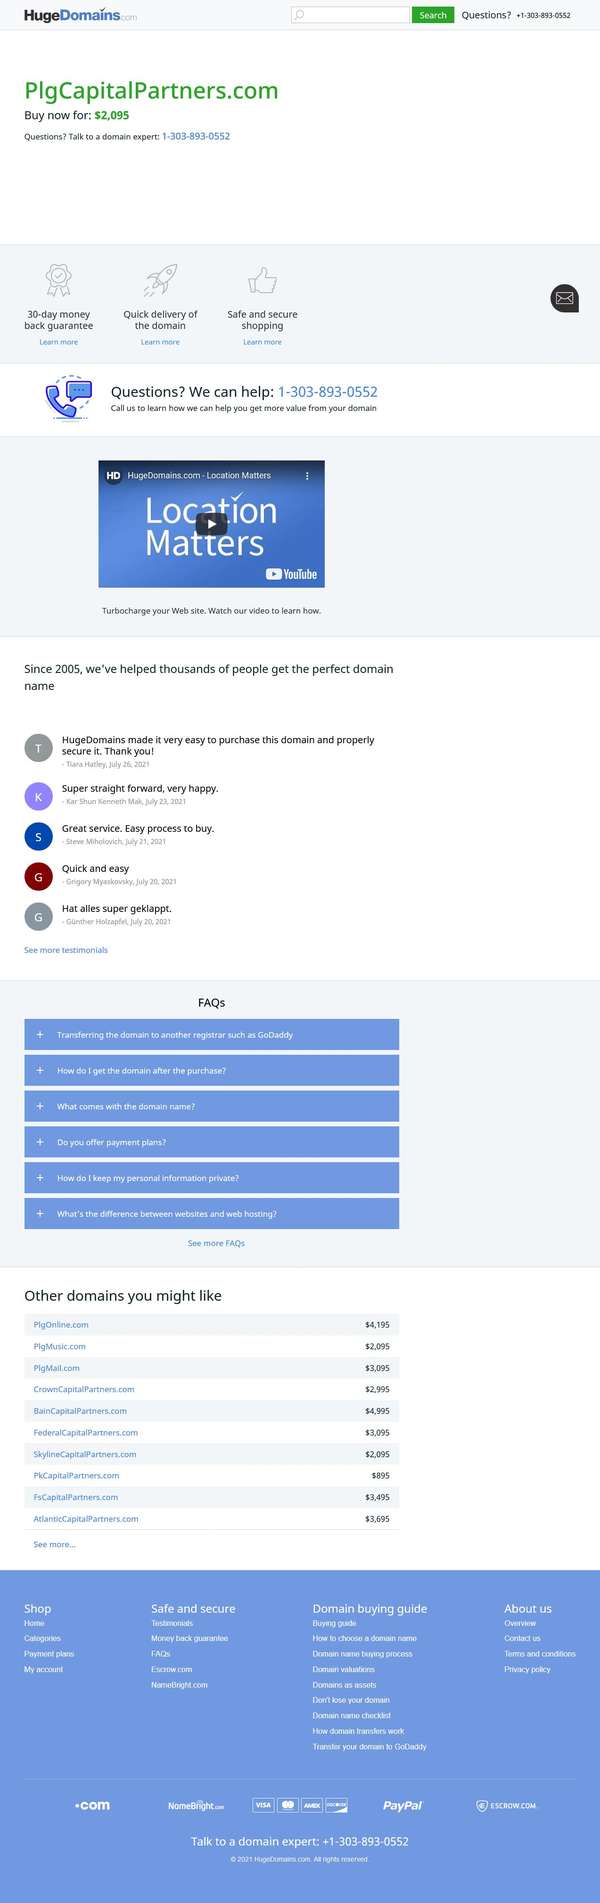 HugeDomains.com
Search
Questions? +1-303-893-0552
PlgCapitalPartners.com
Buy now for: $2,095
Questions? Talk to a domain expert: 1-303-893-0552
30-day money
back guarantee
Learn more
Quick delivery of
the domain
Learn more
Safe and secure
shopping
Learn more
Questions? We can help: 1-303-893-0552
Call us to learn how we can help you get more value from your domain
HD HugeDomains.com - Location Matters
Location
Matters
YouTube
Turbocharge your Web site. Watch our video to learn how.
Since 2005, we've helped thousands of people get the perfect domain
name
T
HugeDomains made it very easy to purchase this domain and properly
secure it. Thank you!
- Tiara Hatley, July 26, 2021
K
Super straight forward, very happy.
- Kar Shun Kenneth Mak, July 23, 2021
S
Great service. Easy process to buy.
- Steve Miholovich, July 21, 2021
G
Quick and easy
- Grigory Myaskovsky, July 20, 2021
G
Hat alles super geklappt.
- Günther Holzapfel, July 20, 2021
See more testimonials
FAQs
+ Transferring the domain to another registrar such as GoDaddy
+ How do I get the domain after the purchase?
+ What comes with the domain name?
+ Do you offer payment plans?
+ How do I keep my personal information private?
+ What's the difference between websites and web hosting?
See more FAQs
Other domains you might like
PlgOnline.com $4,195
PlgMusic.com $2,095
PlgMail.com $3,095
CrownCapitalPartners.com $2,995
BainCapitalPartners.com $4,995
FederalCapitalPartners.com $3,095
SkylineCapitalPartners.com $2,095
PkCapitalPartners.com $895
FsCapitalPartners.com $3,495
AtlanticCapitalPartners.com $3,695
See more...
Shop
Home
Categories
Payment plans
My account
Safe and secure
Testimonials
Money back guarantee
FAQs
Escrow.com
NameBright.com
Domain buying guide
Buying guide
How to choose a domain name
Domain name buying process
Domain valuations
Domains as assets
Don't lose your domain
Domain name checklist
How domain transfers work
Transfer your domain to GoDaddy
About us
Overview
Contact us
Terms and conditions
Privacy policy
.com
NameBright.com
VISA
AMEX
DISCOVER
PayPal
ESCROW.COM
Talk to a domain expert: +1-303-893-0552
© 2021 HugeDomains.com. All rights reserved.